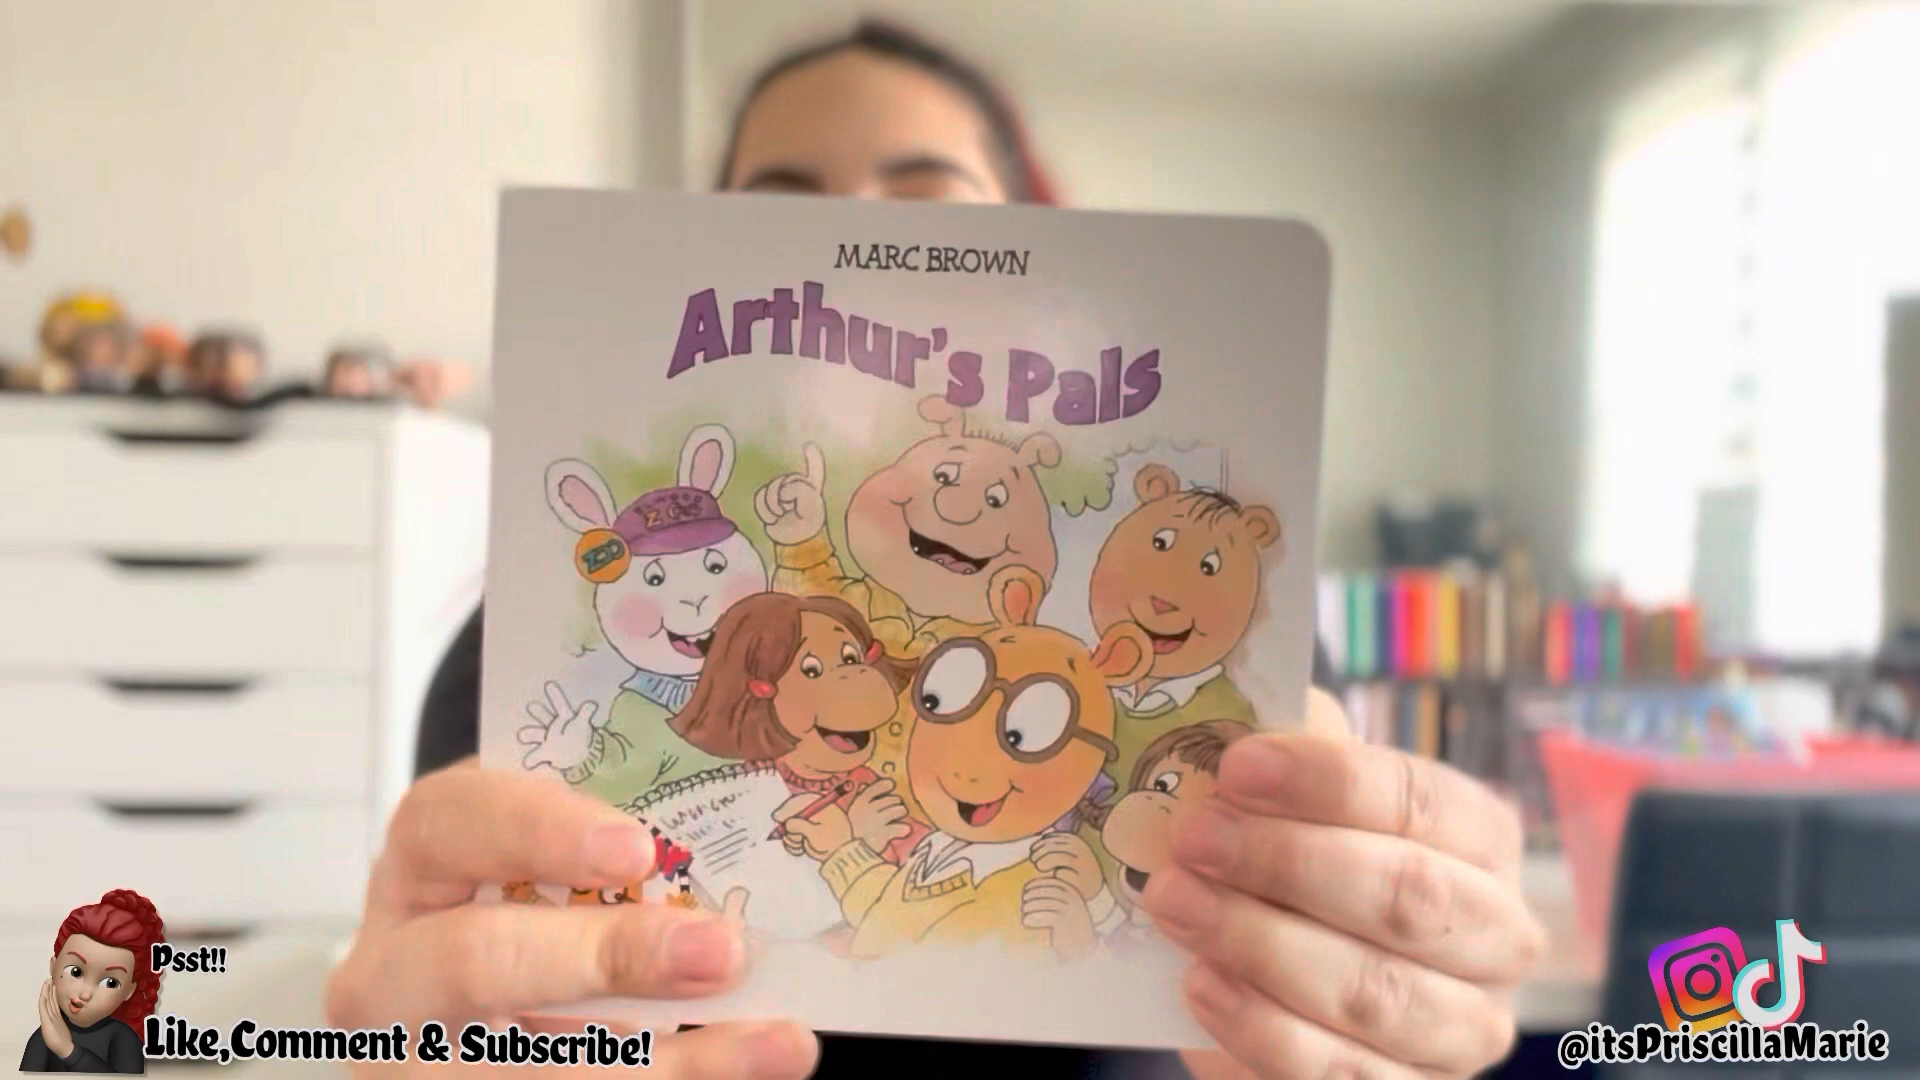 MARC BROWN
Arthur's Pals
Psst!!
Like,Comment & Subscribe!
@itsPriscillaMarie